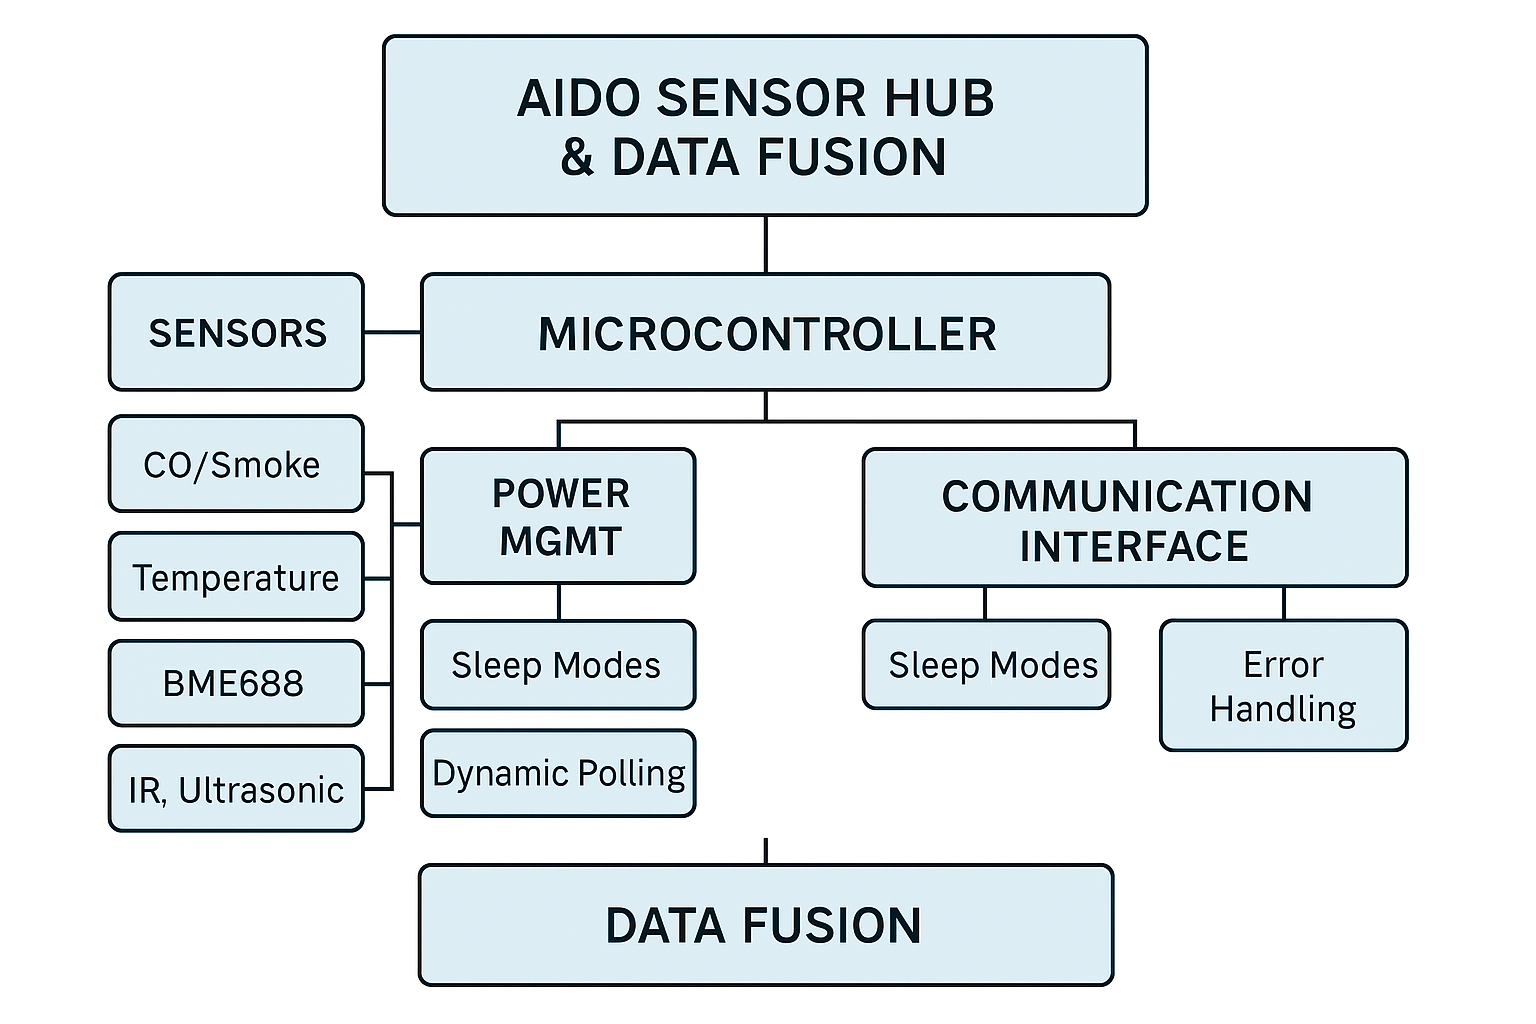 AIDO SENSOR HUB
& DATA FUSION
SENSORS
MICROCONTROLLER
CO/Smoke
Temperature
BME688
IR, Ultrasonic
POWER
MGMT
Sleep Modes
Dynamic Polling
COMMUNICATION
INTERFACE
Sleep Modes
Error
Handling
DATA FUSION